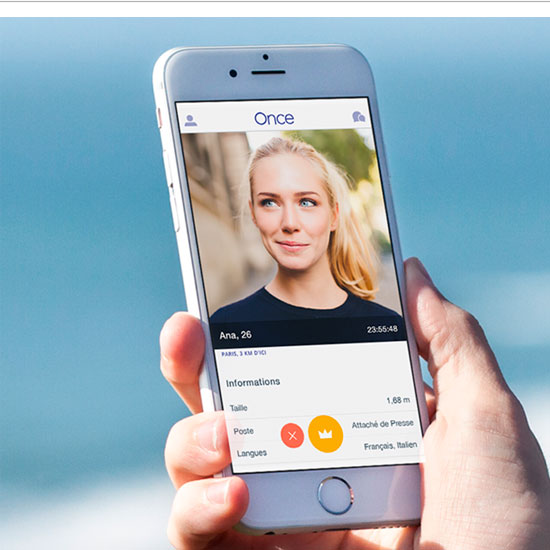 Once
Ana, 26 23:55:48
PARIS, 3 KM D'ICI
Informations
Taille 1,68 m
Poste Attaché de Presse
Langues Français, Italien